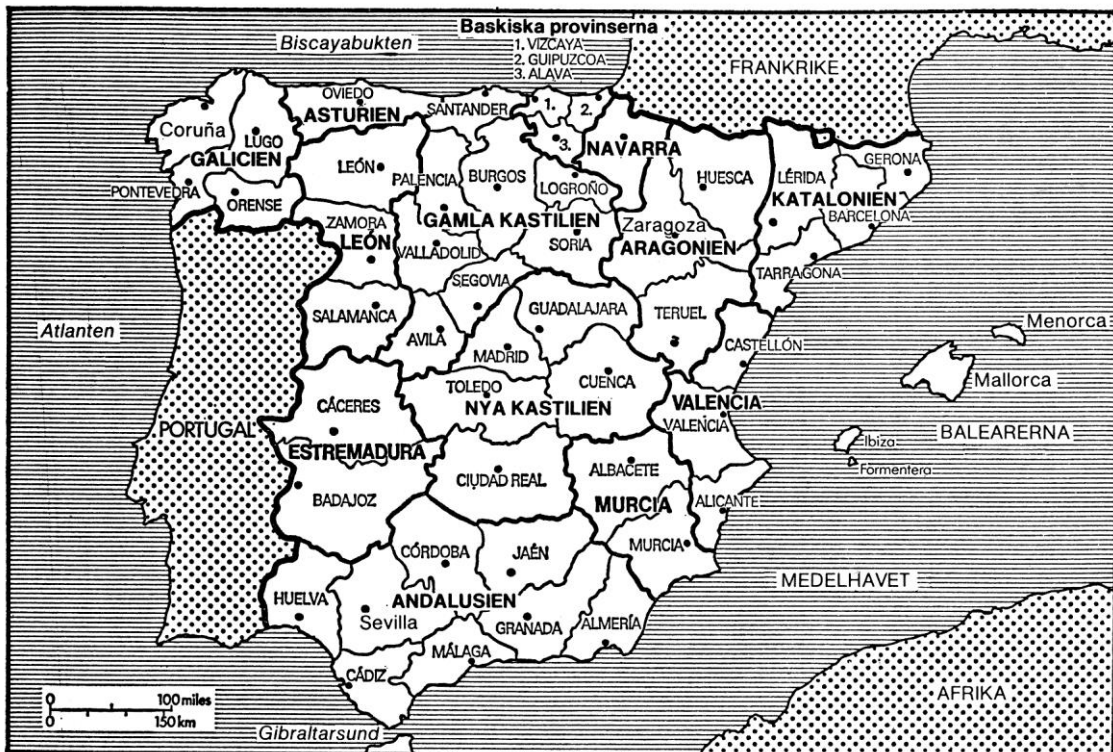 Baskiska provinserna
1. VIZCAYA
2. GUIPUZCOA
3. ALAVA
Biscayabukten
FRANKRIKE
OVIEDO
ASTURIEN
SANTANDER
1.
2.
3.
Coruña
LUGO
GALICIEN
PONTEVEDRA
ORENSE
LEÓN
PALENCIA
BURGOS
LOGROÑO
NAVARRA
HUESCA
LÉRIDA
GERONA
KATALONIEN
BARCELONA
TARRAGONA
ZAMORA
LEÓN
GAMLA KASTILIEN
VALLADOLID
SORIA
Zaragoza
ARAGONIEN
SEGOVIA
SALAMANCA
AVILA
GUADALAJARA
MADRID
TERUEL
CASTELLÓN
Atlanten
Menorca
Mallorca
CUENCA
TOLEDO
NYA KASTILIEN
CÁCERES
VALENCIA
VALENCIA
BALEARERNA
Ibiza
Formentera
PORTUGAL
ESTREMADURA
BADAJOZ
CIUDAD REAL
ALBACETE
MURCIA
ALICANTE
MURCIA
CÓRDOBA
JAÉN
MEDELHAVET
HUELVA
ANDALUSIEN
Sevilla
GRANADA
ALMERÍA
MÁLAGA
CÁDIZ
AFRIKA
0 100 miles
0 150 km
Gibraltarsund